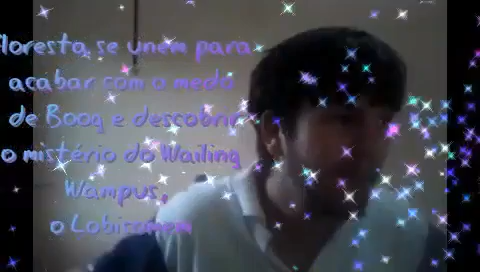 floresta se unem para
acabar com o medo
de Boog e descobrir
o mistério do Wailing
Wampus,
o Lobisomem